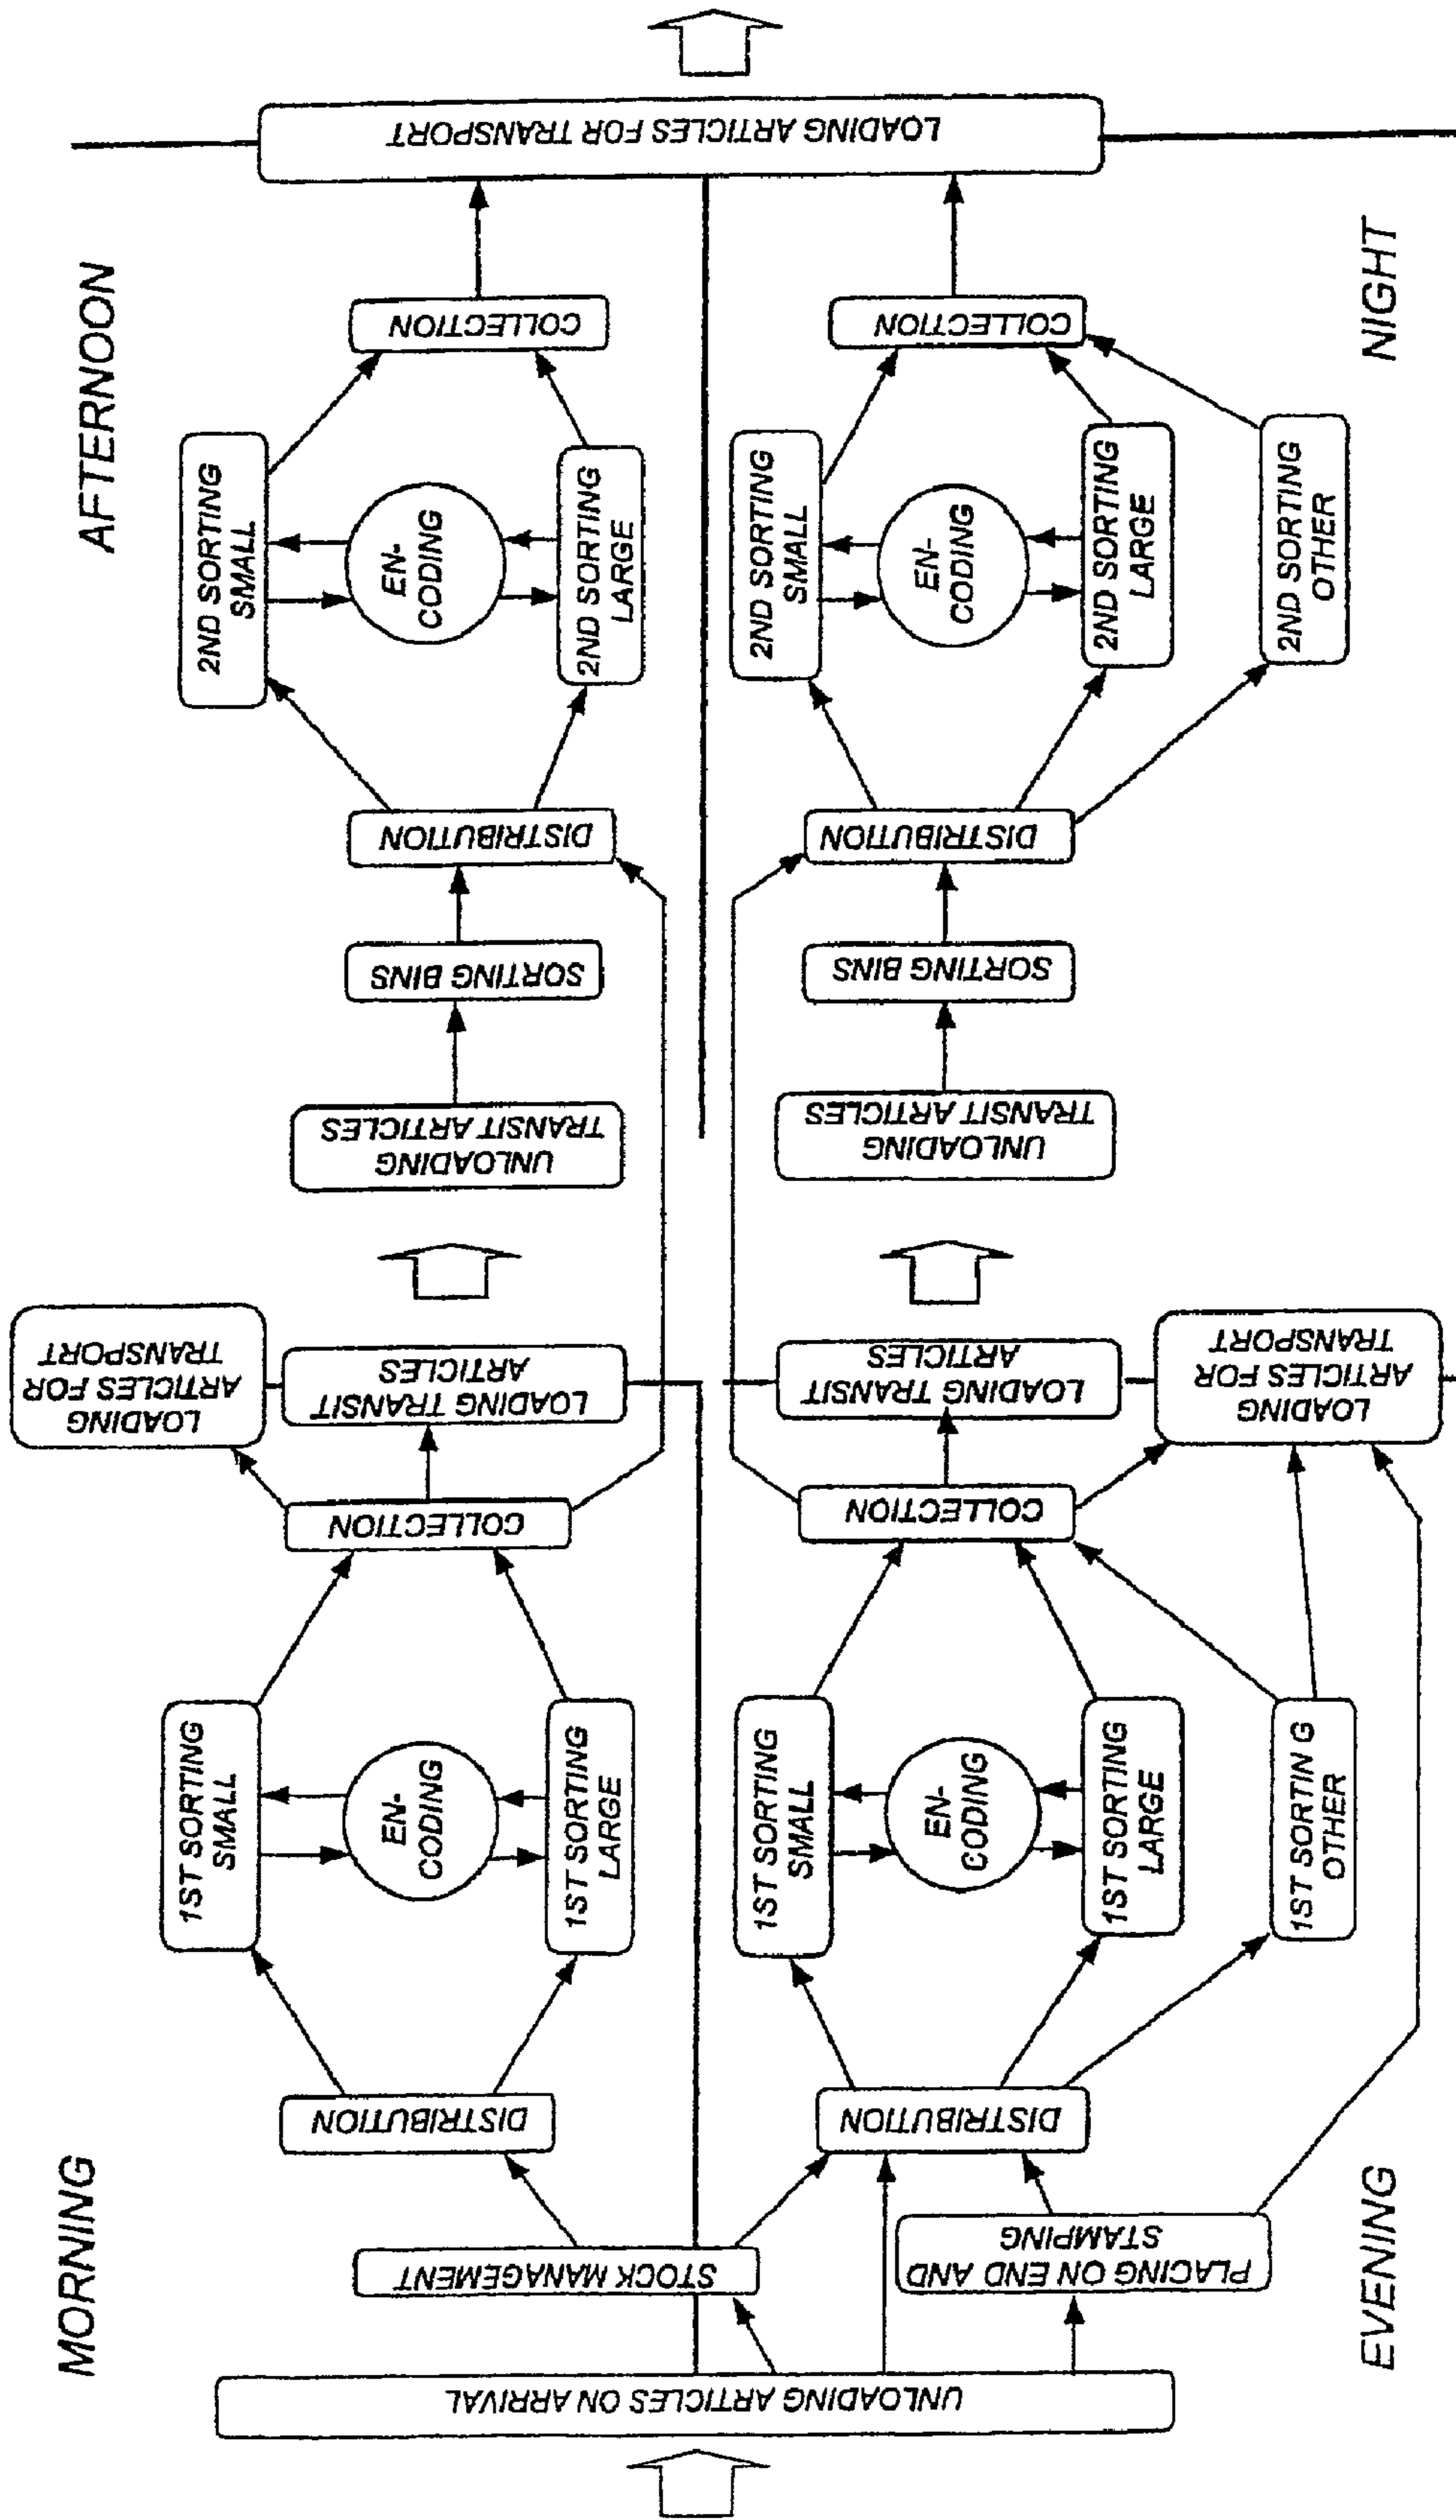 MORNING
UNLOADING ARTICLES ON ARRIVAL
STOCK MANAGEMENT
DISTRIBUTION
1ST SORTING
SMALL
EN-
CODING
1ST SORTING
LARGE
COLLECTION
LOADING
ARTICLES FOR
TRANSPORT
LOADING TRANSIT
ARTICLES
AFTERNOON
UNLOADING
TRANSIT ARTICLES
SORTING BINS
DISTRIBUTION
2ND SORTING
SMALL
EN-
CODING
2ND SORTING
LARGE
COLLECTION
LOADING ARTICLES FOR TRANSPORT
EVENING
PLACING ON END AND
STAMPING
DISTRIBUTION
1ST SORTING
SMALL
EN-
CODING
1ST SORTING
LARGE
1ST SORTIN G
OTHER
COLLECTION
LOADING TRANSIT
ARTICLES
LOADING
ARTICLES FOR
TRANSPORT
NIGHT
UNLOADING
TRANSIT ARTICLES
SORTING BINS
DISTRIBUTION
2ND SORTING
SMALL
EN-
CODING
2ND SORTING
LARGE
2ND SORTING
OTHER
COLLECTION